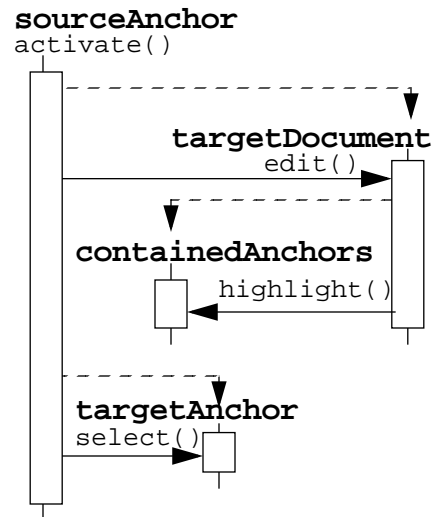 sourceAnchor
activate()
targetDocument
edit()
containedAnchors
highlight()
targetAnchor
select()